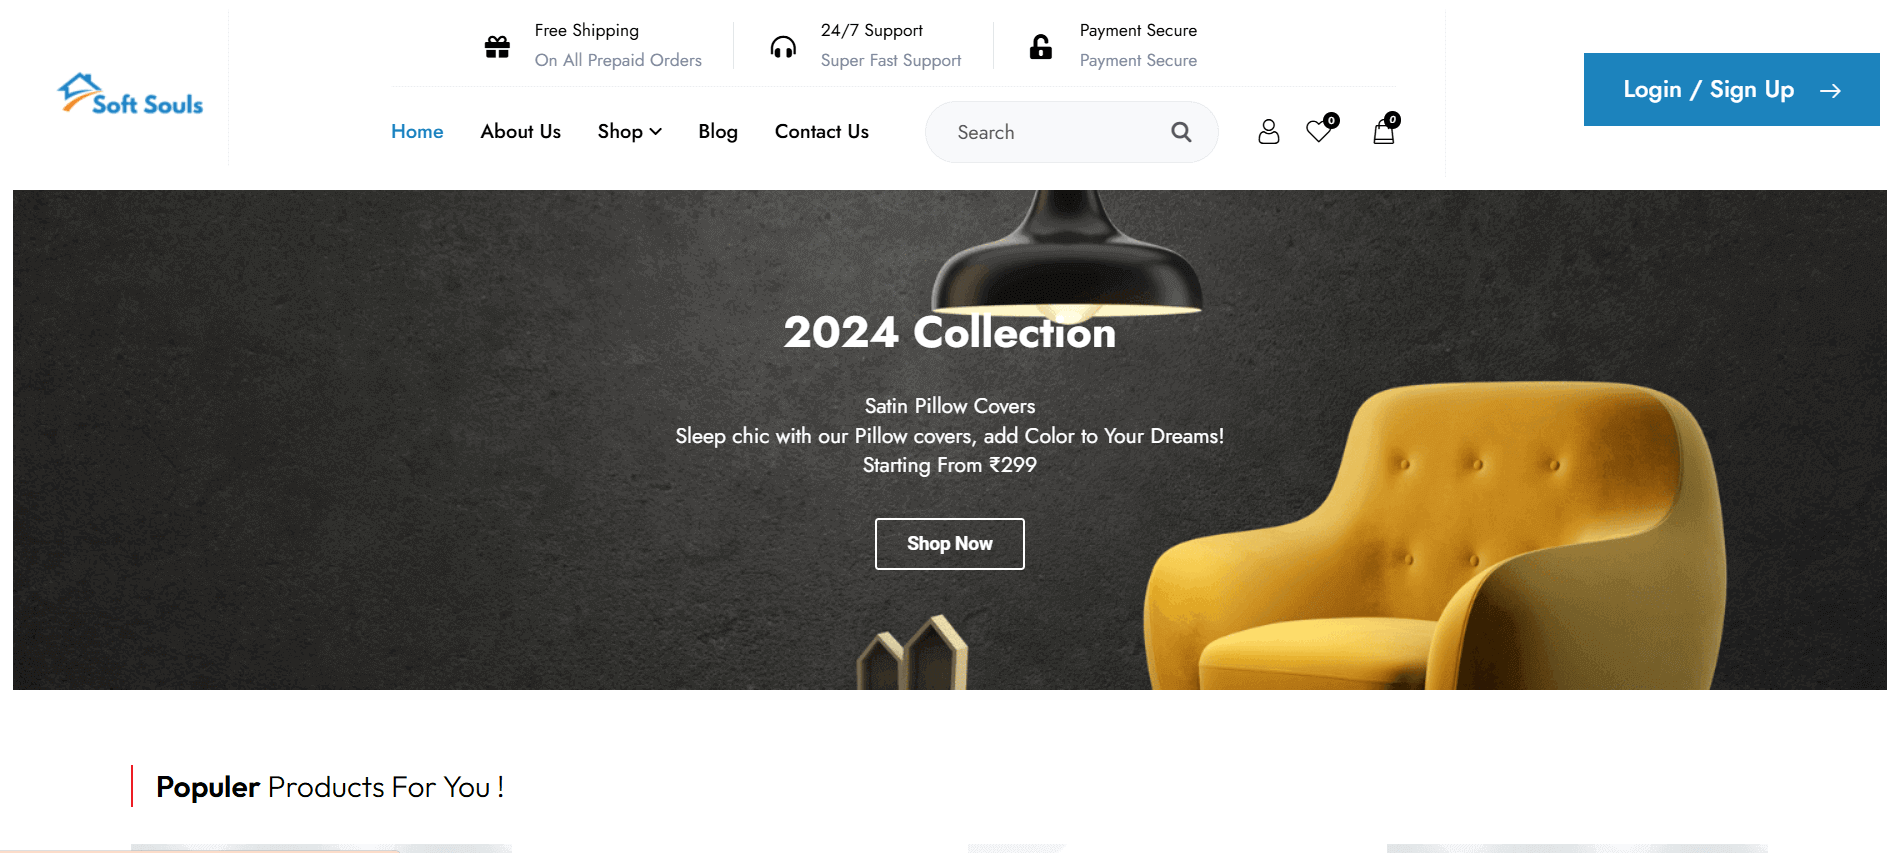 Free Shipping
On All Prepaid Orders
24/7 Support
Super Fast Support
Payment Secure
Payment Secure
Soft Souls
Home
About Us
Shop
Blog
Contact Us
Search
0
0
Login / Sign Up
2024 Collection
Satin Pillow Covers
Sleep chic with our Pillow covers, add Color to Your Dreams!
Starting From ₹299
Shop Now
Populer Products For You !